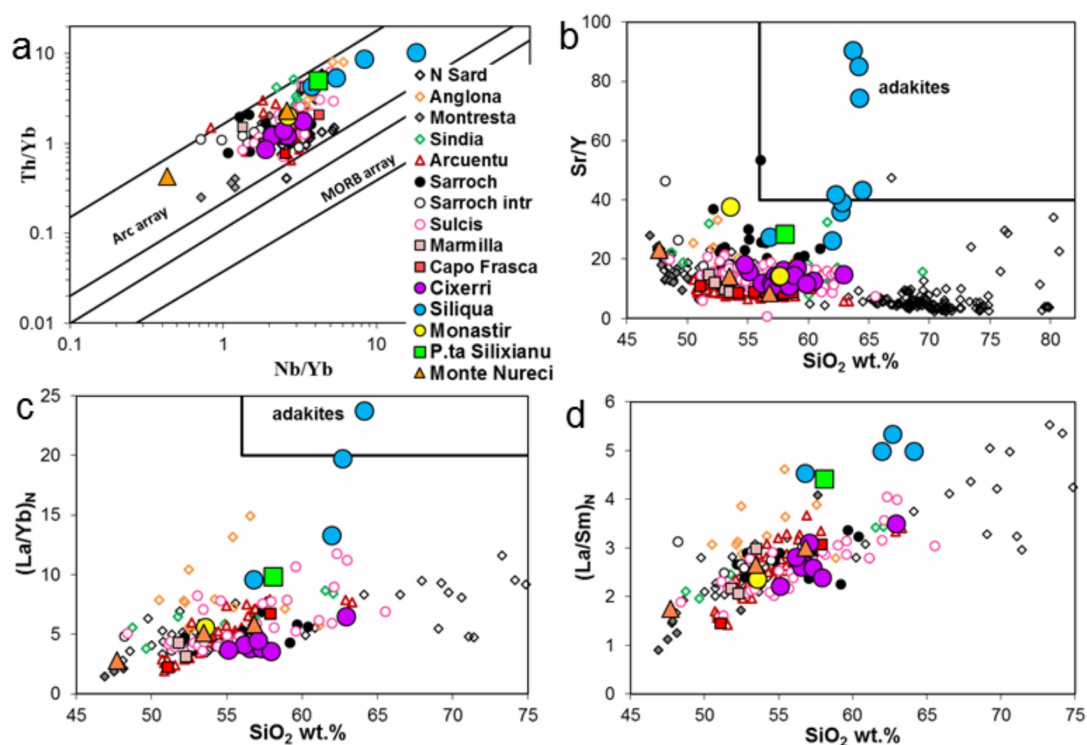 a
Th/Yb
10
1
0.1
0.01
0.1
1
10
Nb/Yb
Arc array
MORB array
N Sard
Anglona
Montresta
Sindia
Arcuentu
Sarroch
Sarroch intr
Sulcis
Marmilla
Capo Frasca
Cixerri
Siliqua
Monastir
P.ta Silixianu
Monte Nureci
b
Sr/Y
100
80
60
40
20
0
45 50 55 60 65 70 75 80
SiO2 wt.%
adakites
c
(La/Yb)N
25
20
15
10
5
0
45 50 55 60 65 70 75
SiO2 wt.%
adakites
d
(La/Sm)N
6
5
4
3
2
1
0
45 50 55 60 65 70 75
SiO2 wt.%